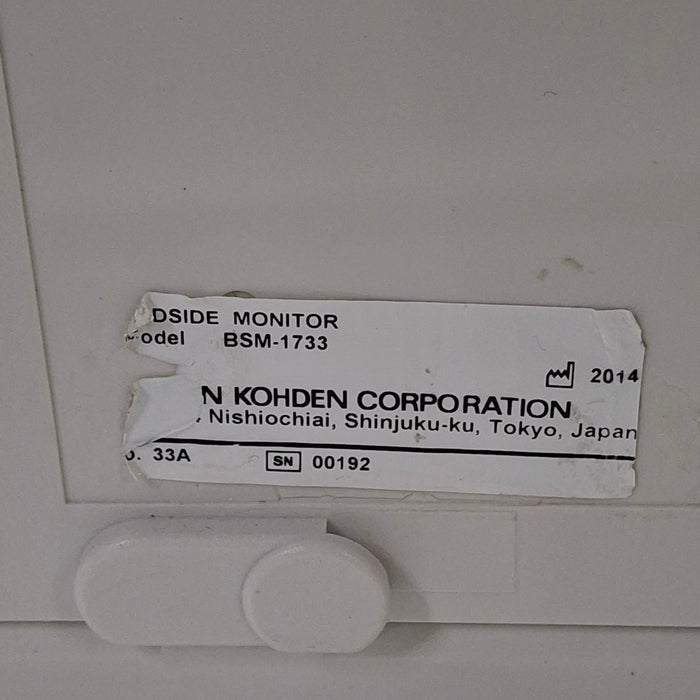 DSIDE MONITOR
odel BSM-1733
2014
N KOHDEN CORPORATION
Nishiochiai, Shinjuku-ku, Tokyo, Japan
. 33A SN 00192